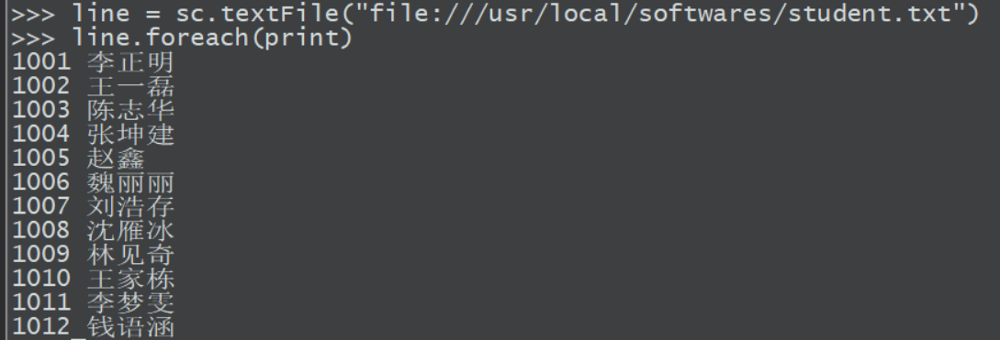 >>> line = sc.textFile("file:///usr/local/softwares/student.txt")
>>> line.foreach(print)
1001 李正明
1002 王一磊
1003 陈志华
1004 张坤建
1005 赵鑫
1006 魏丽丽
1007 刘浩存
1008 沈雁冰
1009 林见奇
1010 王家栋
1011 李梦雯
1012 钱语涵